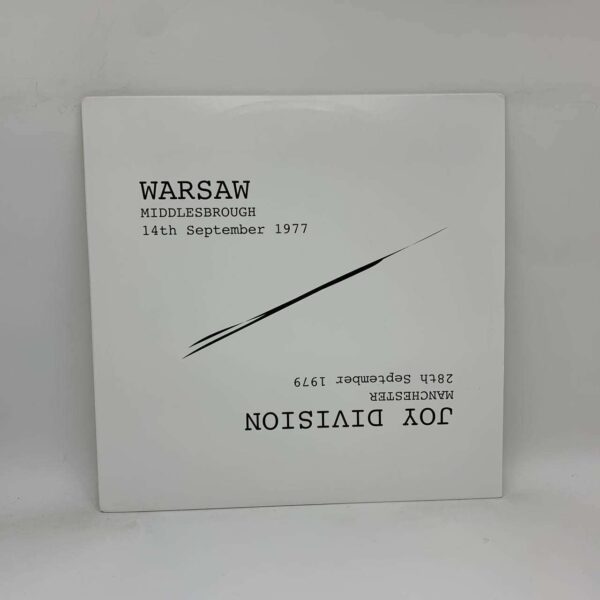 WARSAW
MIDDLESBROUGH
14th September 1977
JOY DIVISION
MANCHESTER
28th September 1979